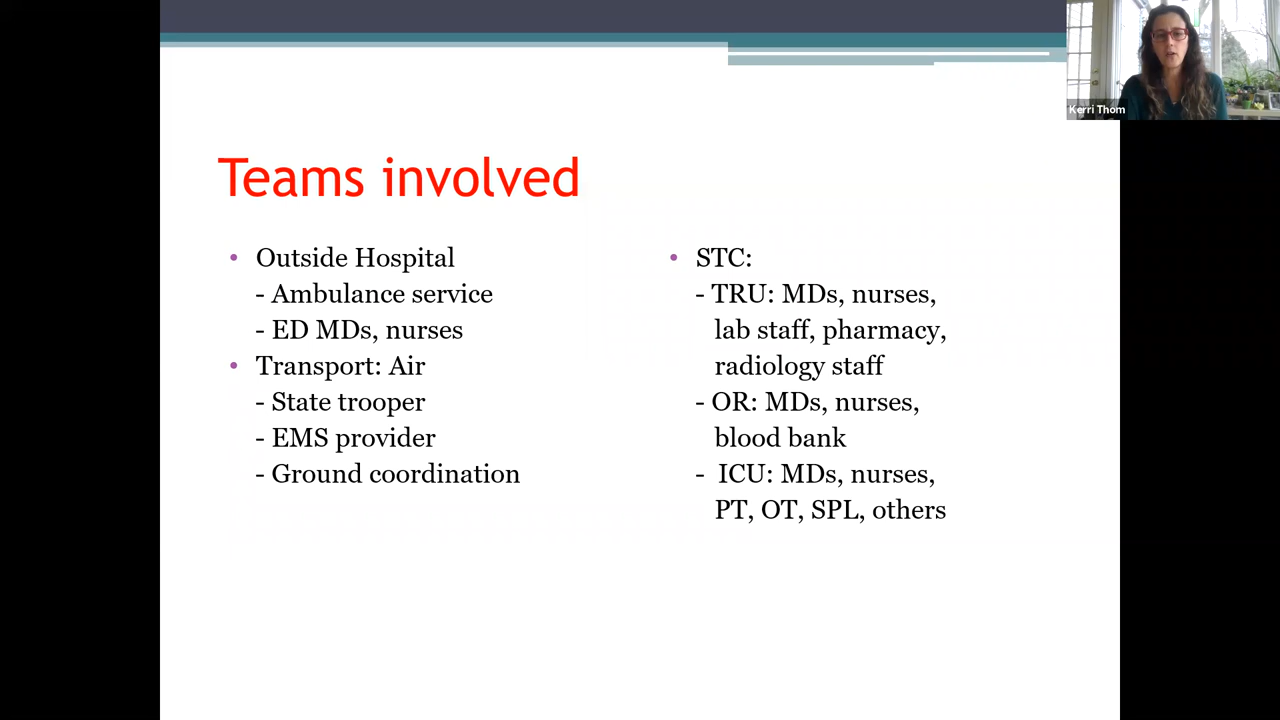 Kerri Thom
Teams involved
• Outside Hospital
- Ambulance service
- ED MDs, nurses
• Transport: Air
- State trooper
- EMS provider
- Ground coordination
• STC:
- TRU: MDs, nurses,
lab staff, pharmacy,
radiology staff
- OR: MDs, nurses,
blood bank
- ICU: MDs, nurses,
PT, OT, SPL, others